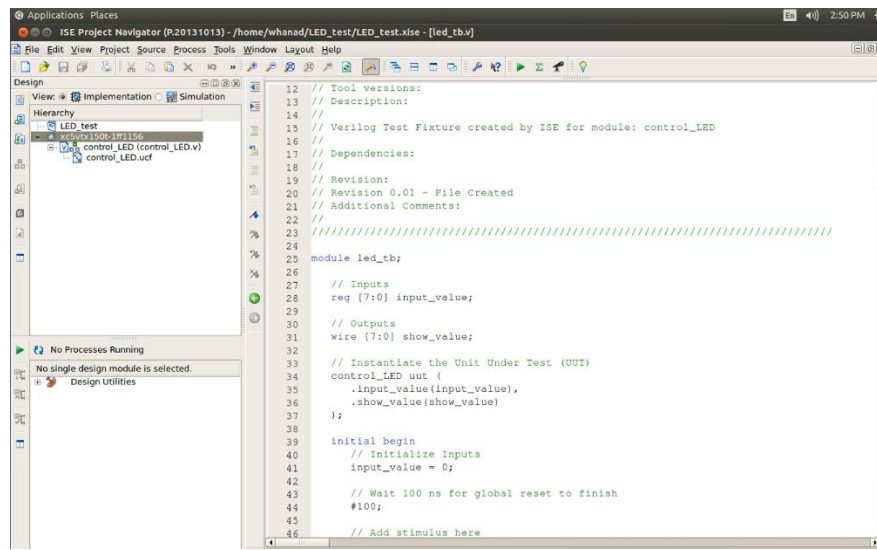 Applications Places
En 2:50 PM
ISE Project Navigator (P.20131013) - /home/whanad/LED_test/LED_test.xise - [led_tb.v]
File Edit View Project Source Process Tools Window Layout Help
Design
View: Implementation Simulation
Hierarchy
LED_test
xc5vtx150t-1ff1156
control_LED (control_LED.v)
control_LED.ucf
No Processes Running
No single design module is selected.
Design Utilities
12 // Tool versions:
13 // Description:
14 //
15 // Verilog Test Fixture created by ISE for module: control_LED
16 //
17 // Dependencies:
18 //
19 // Revision:
20 // Revision 0.01 - File Created
21 // Additional Comments:
22 //
23 ////////////////////////////////////////////////////////////////////////////////
24
25 module led_tb;
26
27 // Inputs
28 reg [7:0] input_value;
29
30 // Outputs
31 wire [7:0] show_value;
32
33 // Instantiate the Unit Under Test (UUT)
34 control_LED uut (
35 .input_value(input_value),
36 .show_value(show_value)
37 );
38
39 initial begin
40 // Initialize Inputs
41 input_value = 0;
42
43 // Wait 100 ns for global reset to finish
44 #100;
45
46 // Add stimulus here